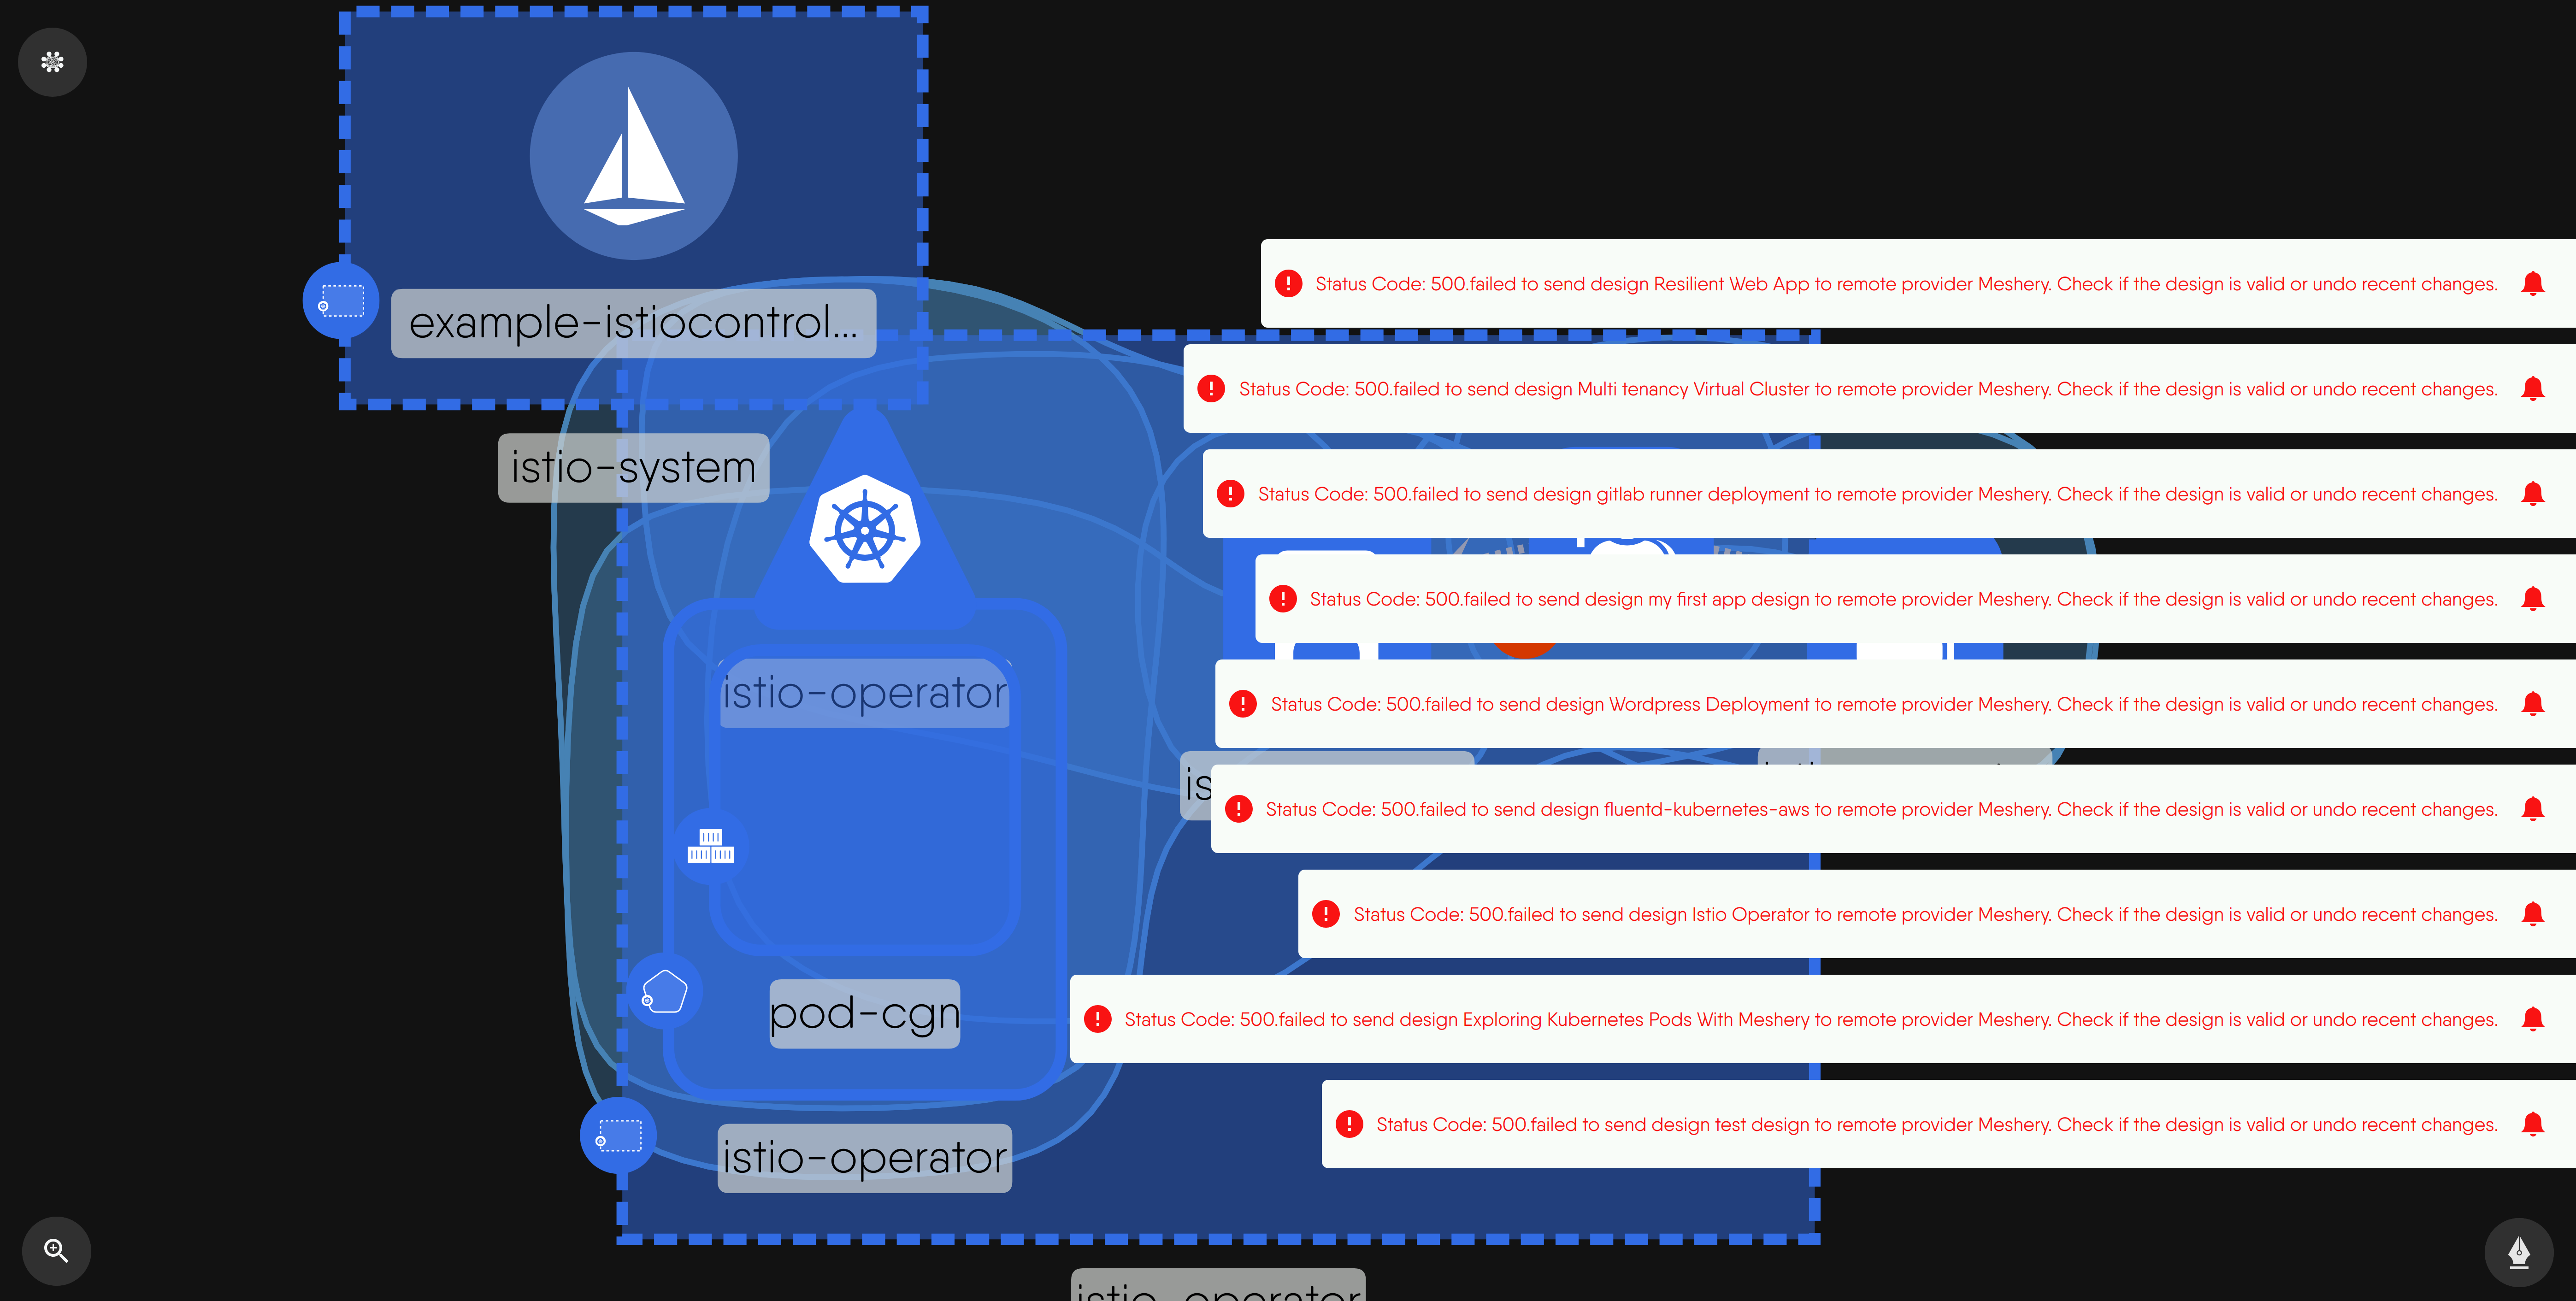 example-istiocontrol...
Status Code: 500.failed to send design Resilient Web App to remote provider Meshery. Check if the design is valid or undo recent changes.
Status Code: 500.failed to send design Multi tenancy Virtual Cluster to remote provider Meshery. Check if the design is valid or undo recent changes.
istio-system
Status Code: 500.failed to send design gitlab runner deployment to remote provider Meshery. Check if the design is valid or undo recent changes.
Status Code: 500.failed to send design my first app design to remote provider Meshery. Check if the design is valid or undo recent changes.
istio-operator
Status Code: 500.failed to send design Wordpress Deployment to remote provider Meshery. Check if the design is valid or undo recent changes.
is
Status Code: 500.failed to send design fluentd-kubernetes-aws to remote provider Meshery. Check if the design is valid or undo recent changes.
Status Code: 500.failed to send design Istio Operator to remote provider Meshery. Check if the design is valid or undo recent changes.
pod-cgn
Status Code: 500.failed to send design Exploring Kubernetes Pods With Meshery to remote provider Meshery. Check if the design is valid or undo recent changes.
Status Code: 500.failed to send design test design to remote provider Meshery. Check if the design is valid or undo recent changes.
istio-operator
istio-operator